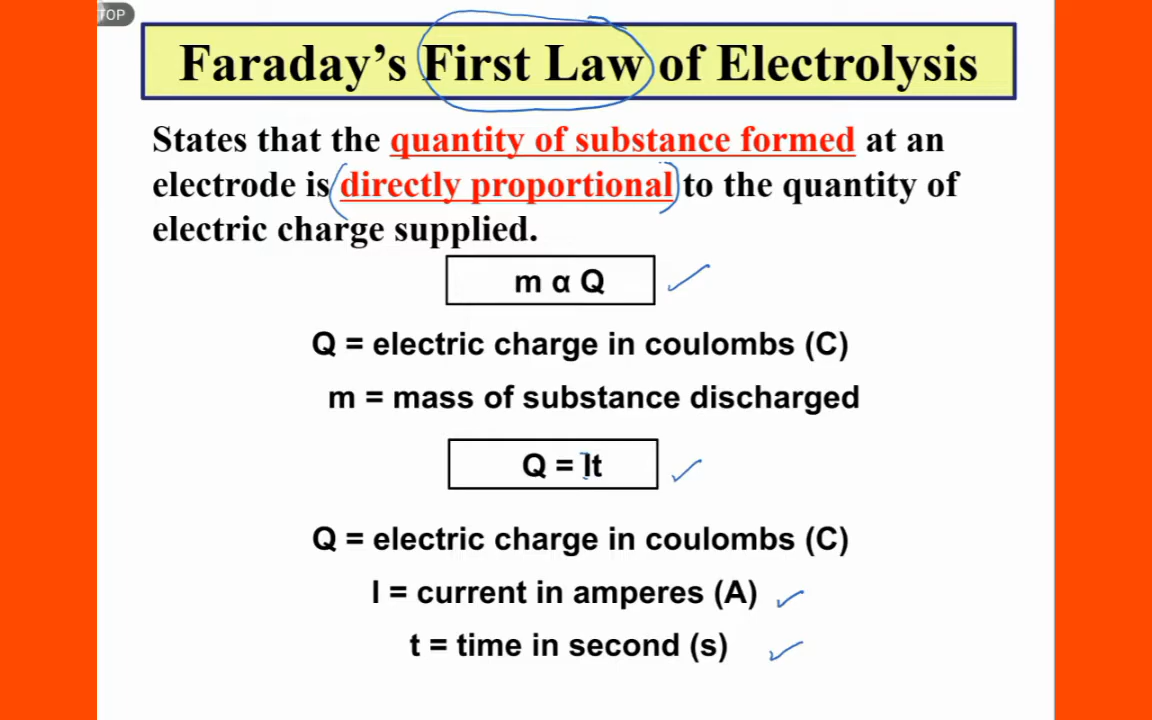 TOP
Faraday's First Law of Electrolysis
States that the quantity of substance formed at an
electrode is directly proportional to the quantity of
electric charge supplied.
m α Q
Q = electric charge in coulombs (C)
m = mass of substance discharged
Q = It
Q = electric charge in coulombs (C)
I = current in amperes (A)
t = time in second (s)